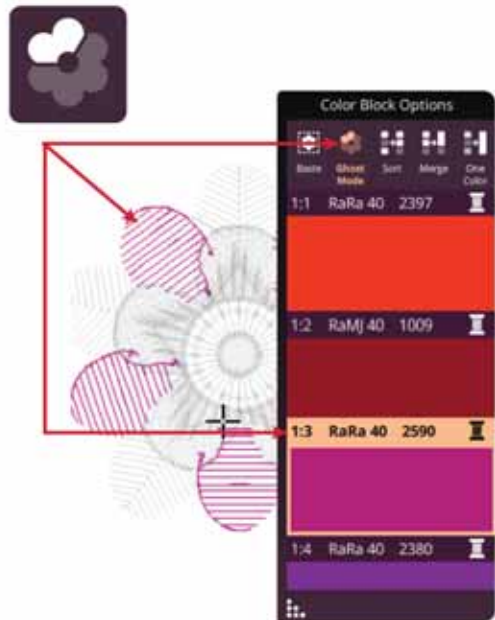 Color Block Options
Baste Ghost Mode Sort Merge One Color
1:1 RaRa 40 2397
1:2 RaMJ 40 1009
1:3 RaRa 40 2590
1:4 RaRa 40 2380